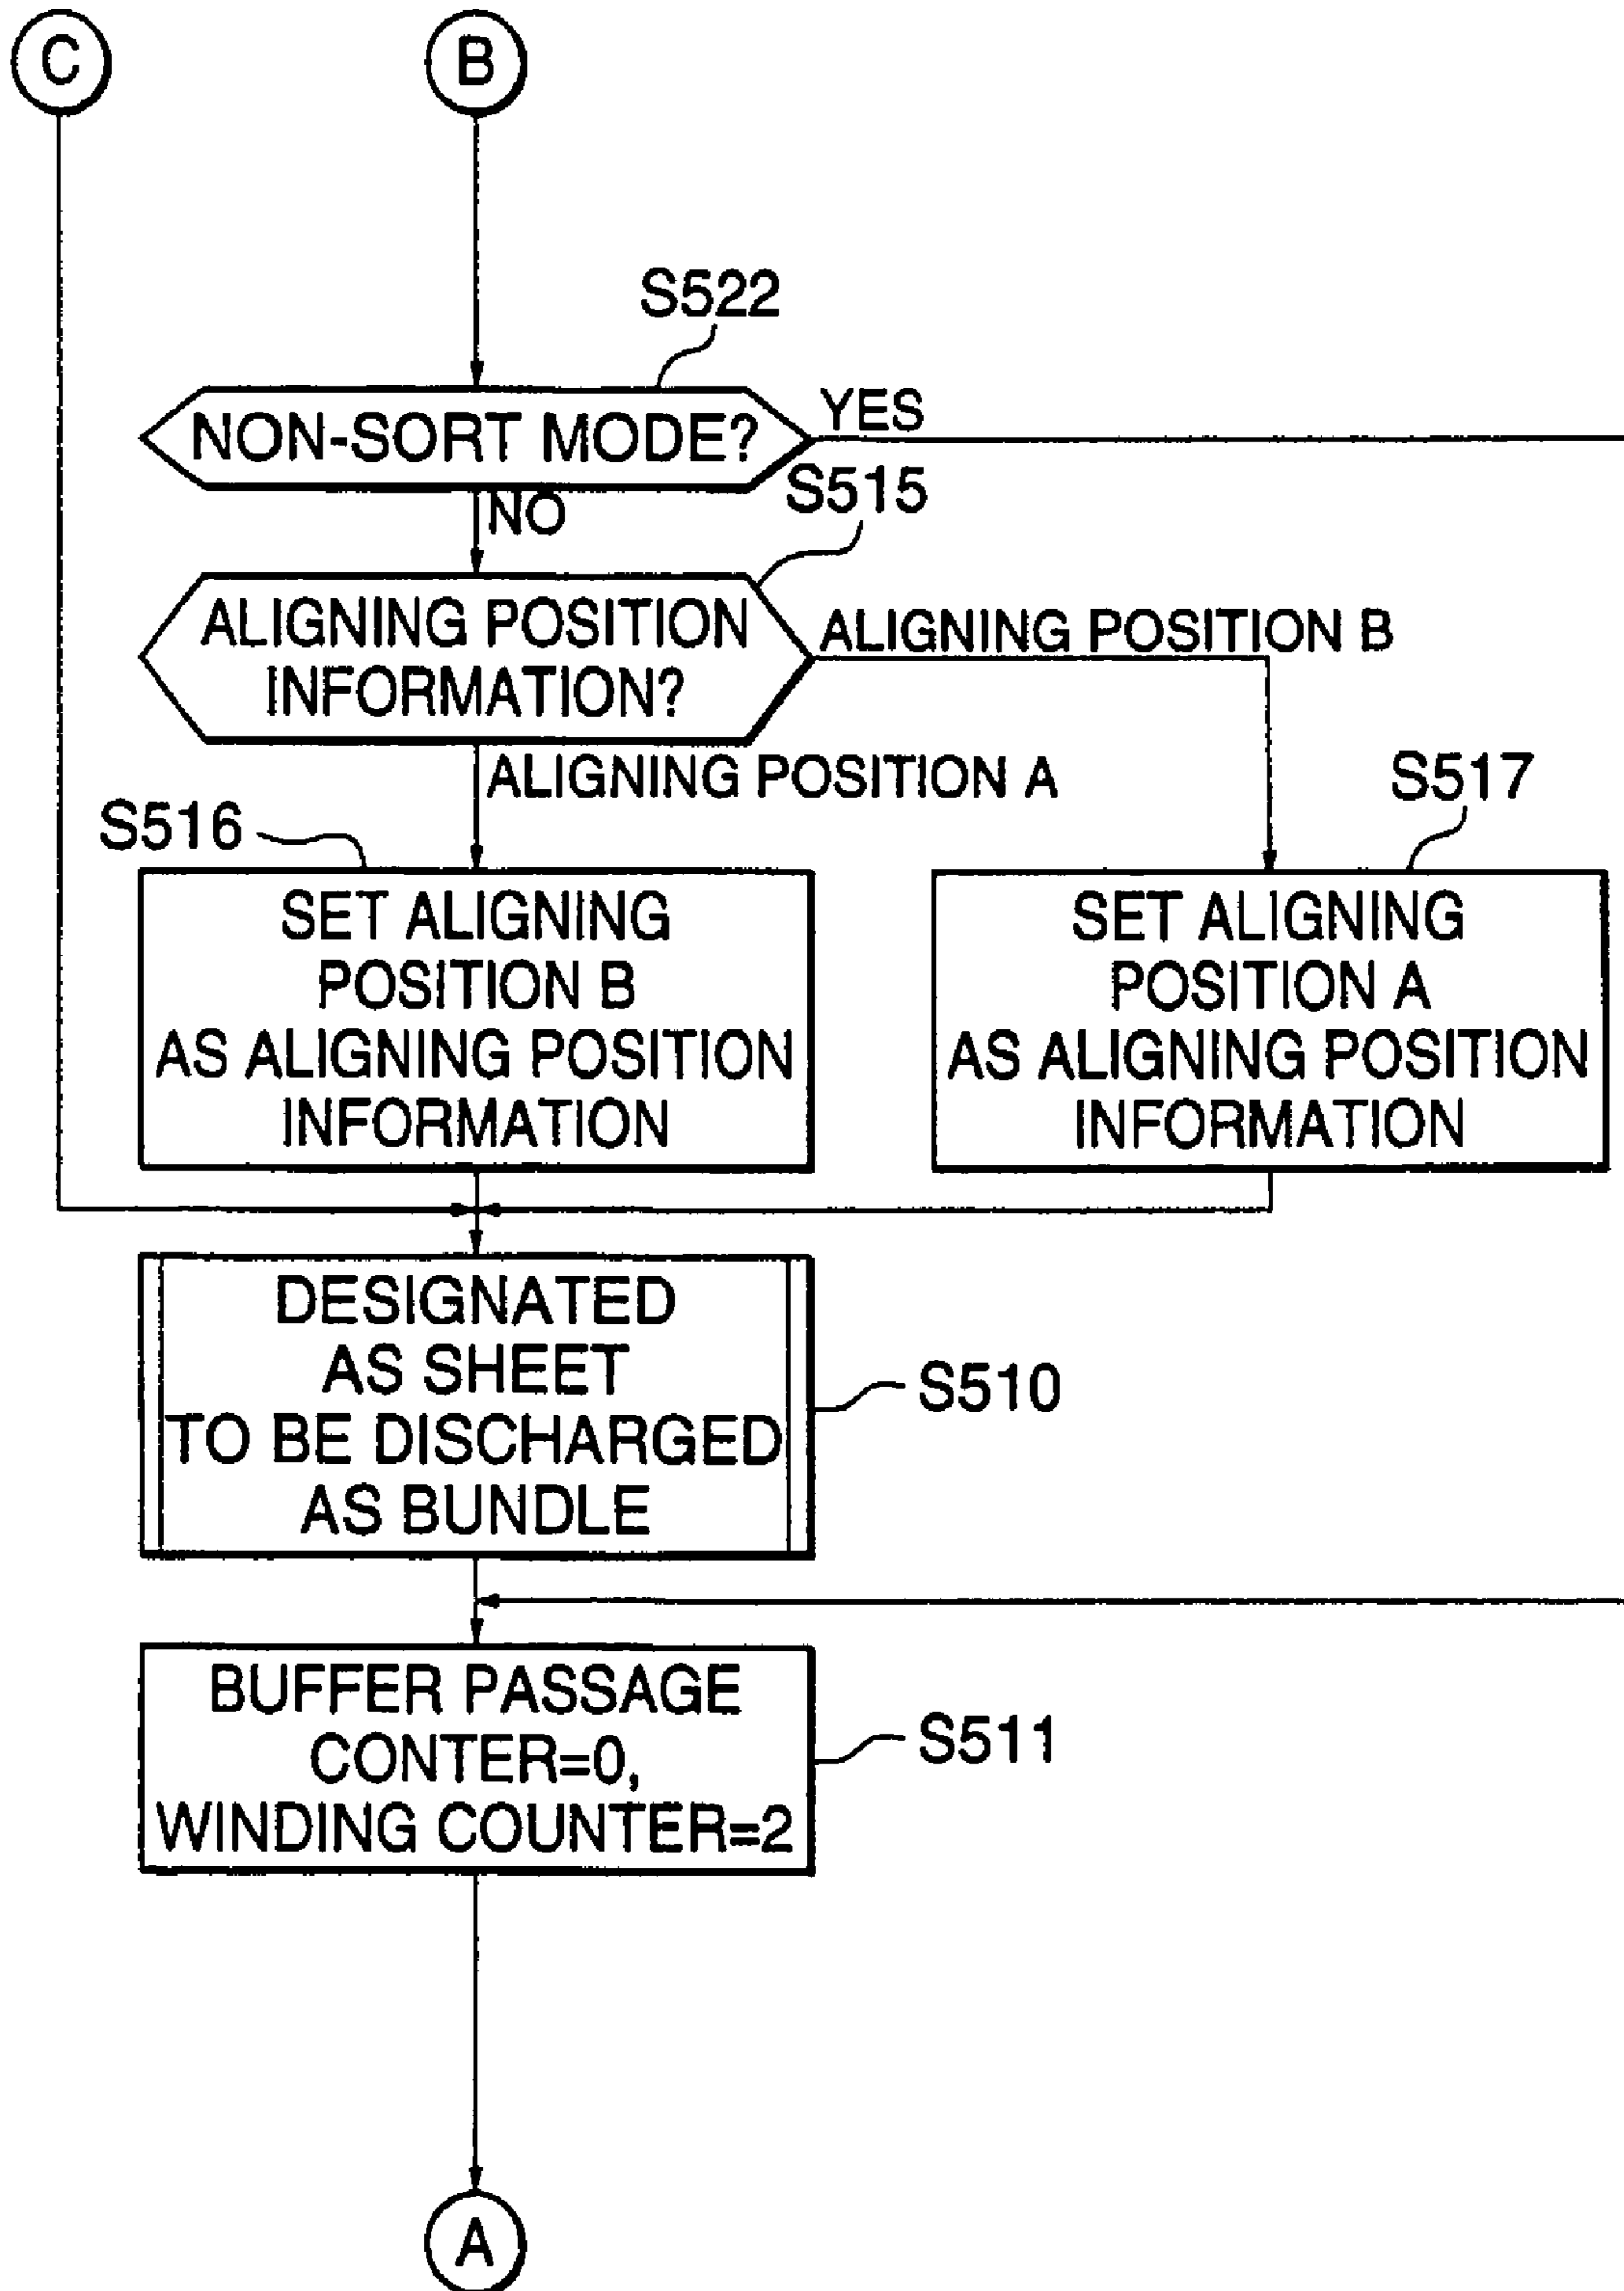 C
B
S522
NON-SORT MODE?
YES
NO
S515
ALIGNING POSITION
INFORMATION?
ALIGNING POSITION B
ALIGNING POSITION A
S516
S517
SET ALIGNING
POSITION B
AS ALIGNING POSITION
INFORMATION
SET ALIGNING
POSITION A
AS ALIGNING POSITION
INFORMATION
DESIGNATED
AS SHEET
TO BE DISCHARGED
AS BUNDLE
S510
BUFFER PASSAGE
CONTER=0,
WINDING COUNTER=2
S511
A